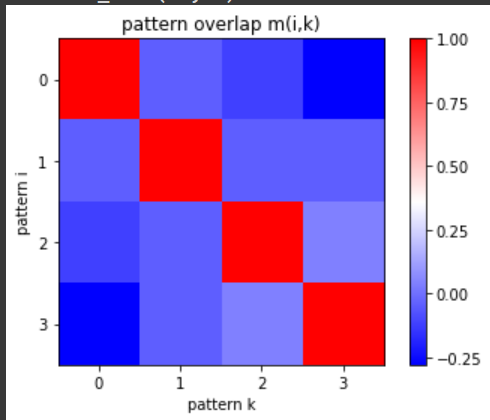 pattern overlap m(i,k)
0
1
2
3
pattern i
0 1 2 3
pattern k
1.00
0.75
0.50
0.25
0.00
−0.25